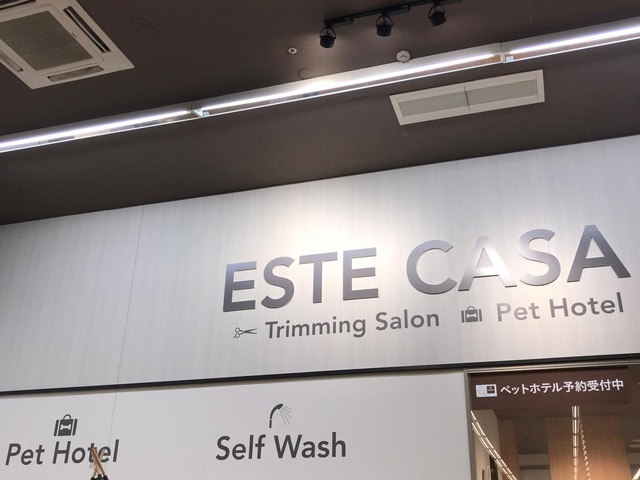 ESTE CASA
Trimming Salon Pet Hotel
ペットホテル予約受付中
Pet Hotel
Self Wash